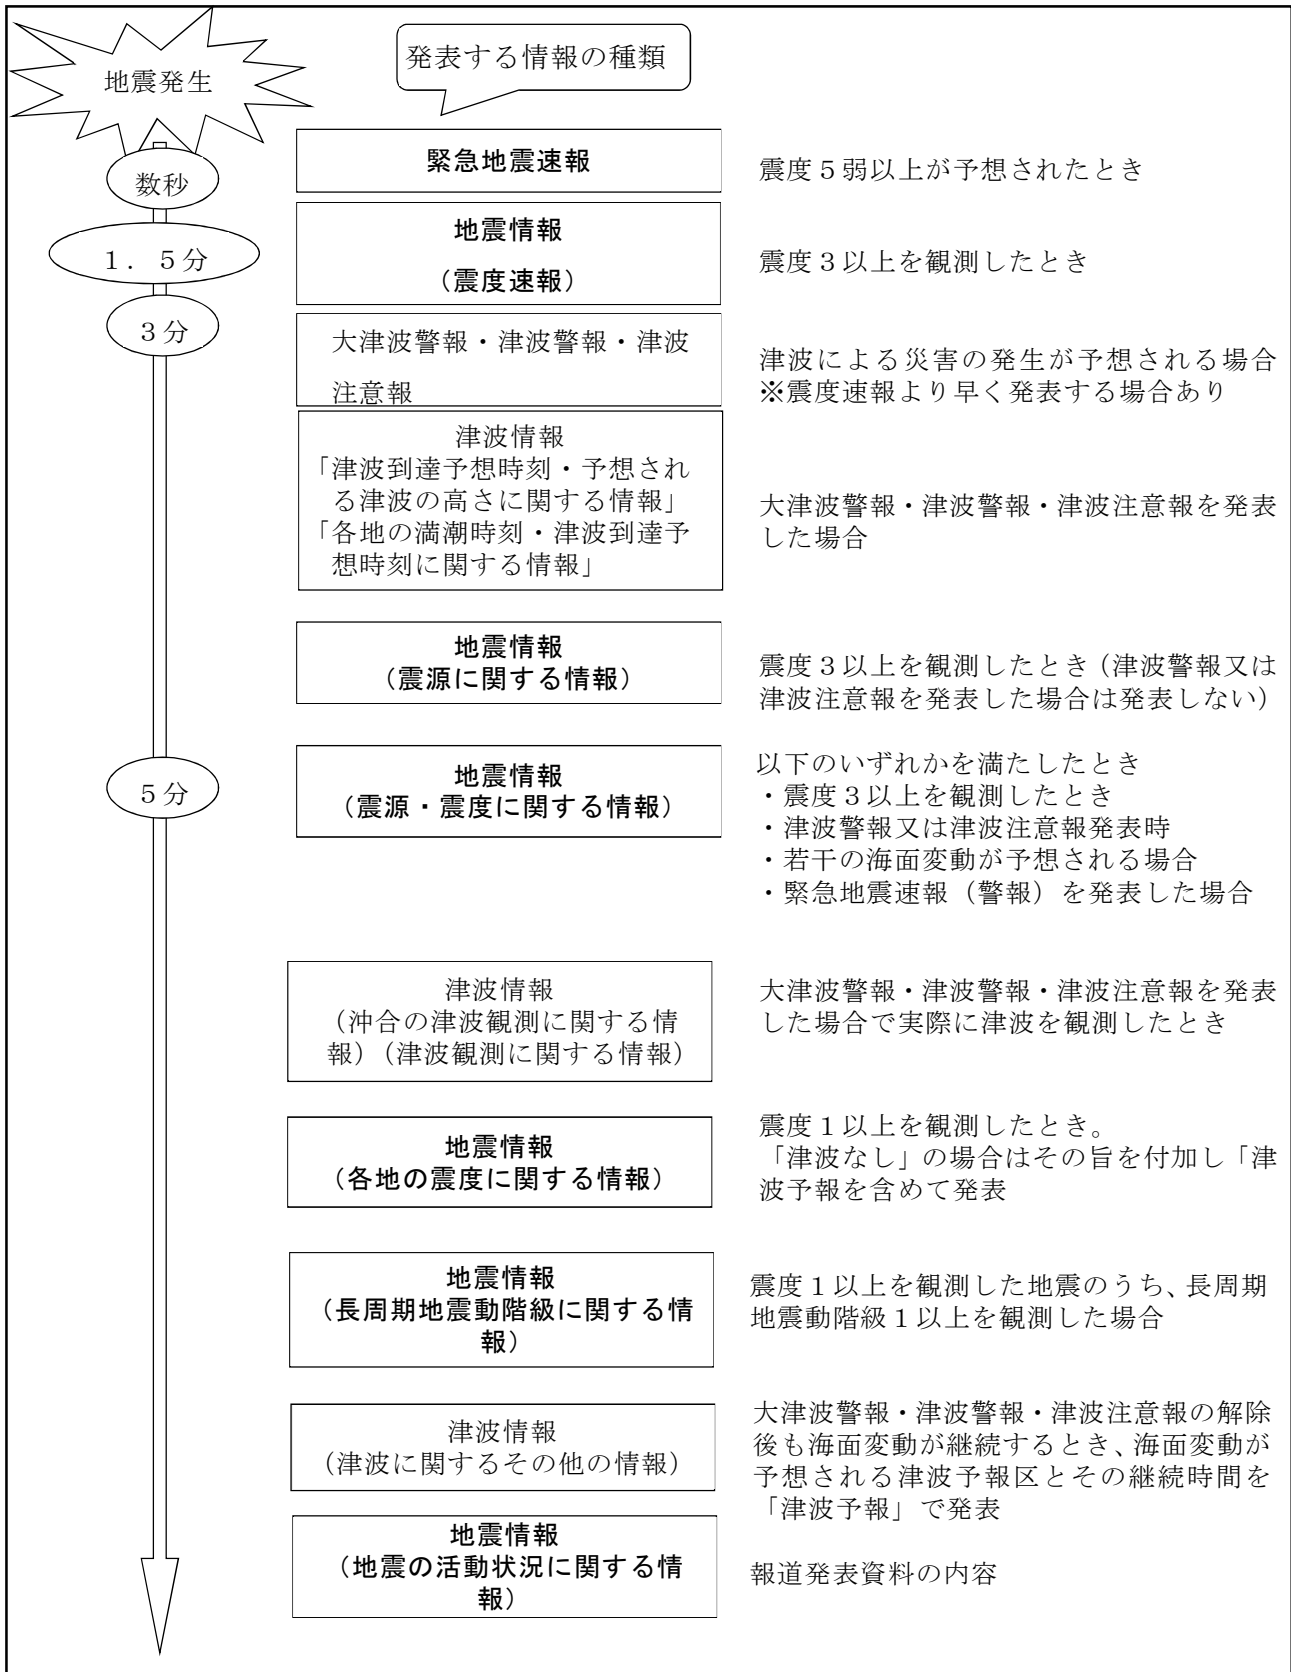 地震発生
発表する情報の種類
数秒
緊急地震速報
震度５弱以上が予想されたとき
１．５分
地震情報
（震度速報）
震度３以上を観測したとき
３分
大津波警報・津波警報・津波
注意報
津波による災害の発生が予想される場合
※震度速報より早く発表する場合あり
津波情報
「津波到達予想時刻・予想され
る津波の高さに関する情報」
「各地の満潮時刻・津波到達予
想時刻に関する情報」
大津波警報・津波警報・津波注意報を発表
した場合
地震情報
（震源に関する情報）
震度３以上を観測したとき（津波警報又は
津波注意報を発表した場合は発表しない）
５分
地震情報
（震源・震度に関する情報）
以下のいずれかを満たしたとき
・震度３以上を観測したとき
・津波警報又は津波注意報発表時
・若干の海面変動が予想される場合
・緊急地震速報（警報）を発表した場合
津波情報
（沖合の津波観測に関する情
報）（津波観測に関する情報）
大津波警報・津波警報・津波注意報を発表
した場合で実際に津波を観測したとき
地震情報
（各地の震度に関する情報）
震度１以上を観測したとき。
「津波なし」の場合はその旨を付加し「津
波予報を含めて発表
地震情報
（長周期地震動階級に関する情
報）
震度１以上を観測した地震のうち、長周期
地震動階級１以上を観測した場合
津波情報
（津波に関するその他の情報）
大津波警報・津波警報・津波注意報の解除
後も海面変動が継続するとき、海面変動が
予想される津波予報区とその継続時間を
「津波予報」で発表
地震情報
（地震の活動状況に関する情
報）
報道発表資料の内容